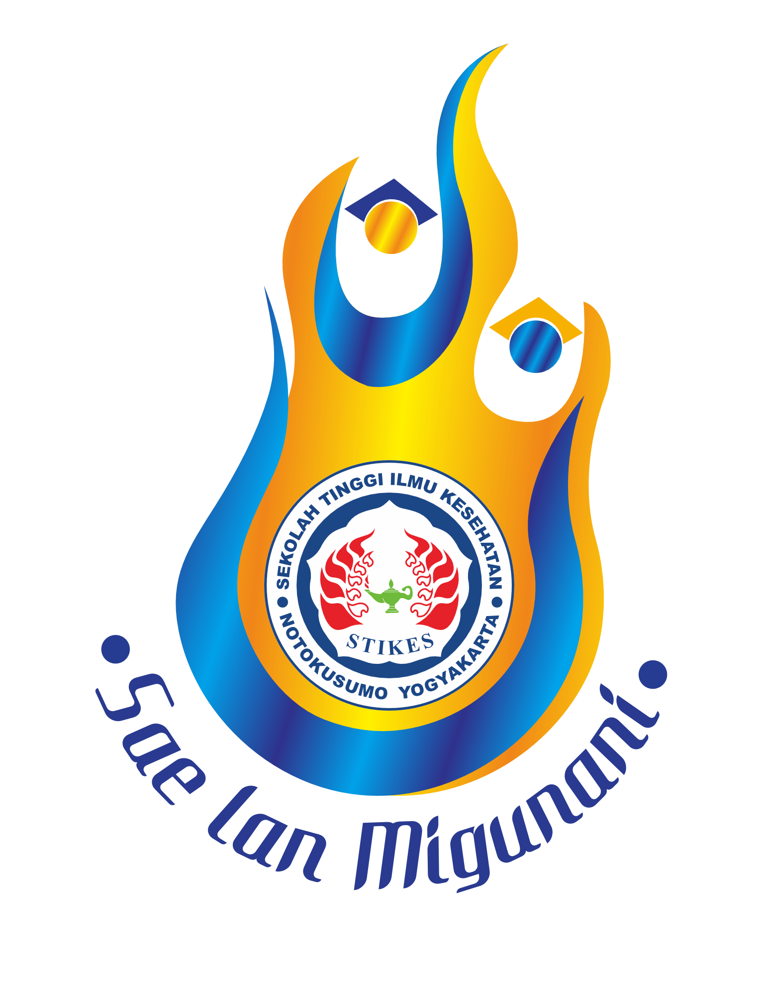 SEKOLAH TINGGI ILMU KESEHATAN
STIKES
NOTOKUSUMO YOGYAKARTA
Sae lan Migunani